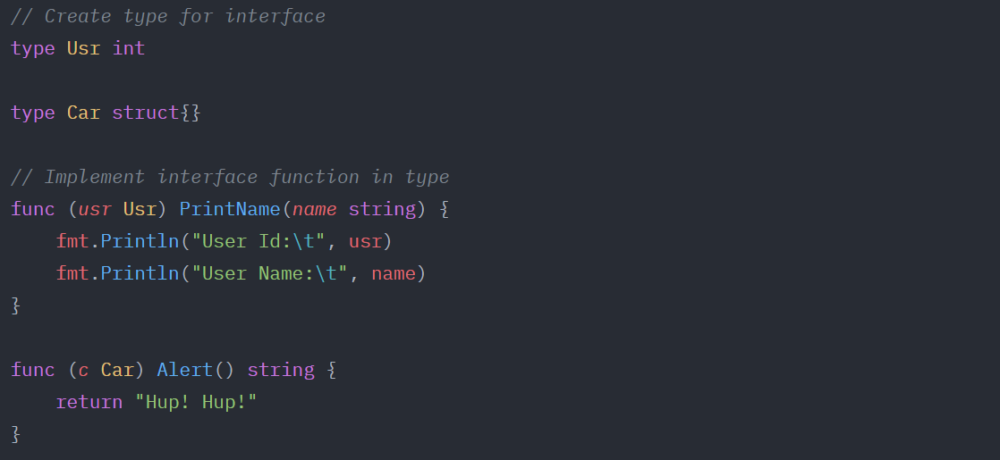 // Create type for interface
type Usr int
type Car struct{}
// Implement interface function in type
func (usr Usr) PrintName(name string) {
    fmt.Println("User Id:\t", usr)
    fmt.Println("User Name:\t", name)
}
func (c Car) Alert() string {
    return "Hup! Hup!"
}